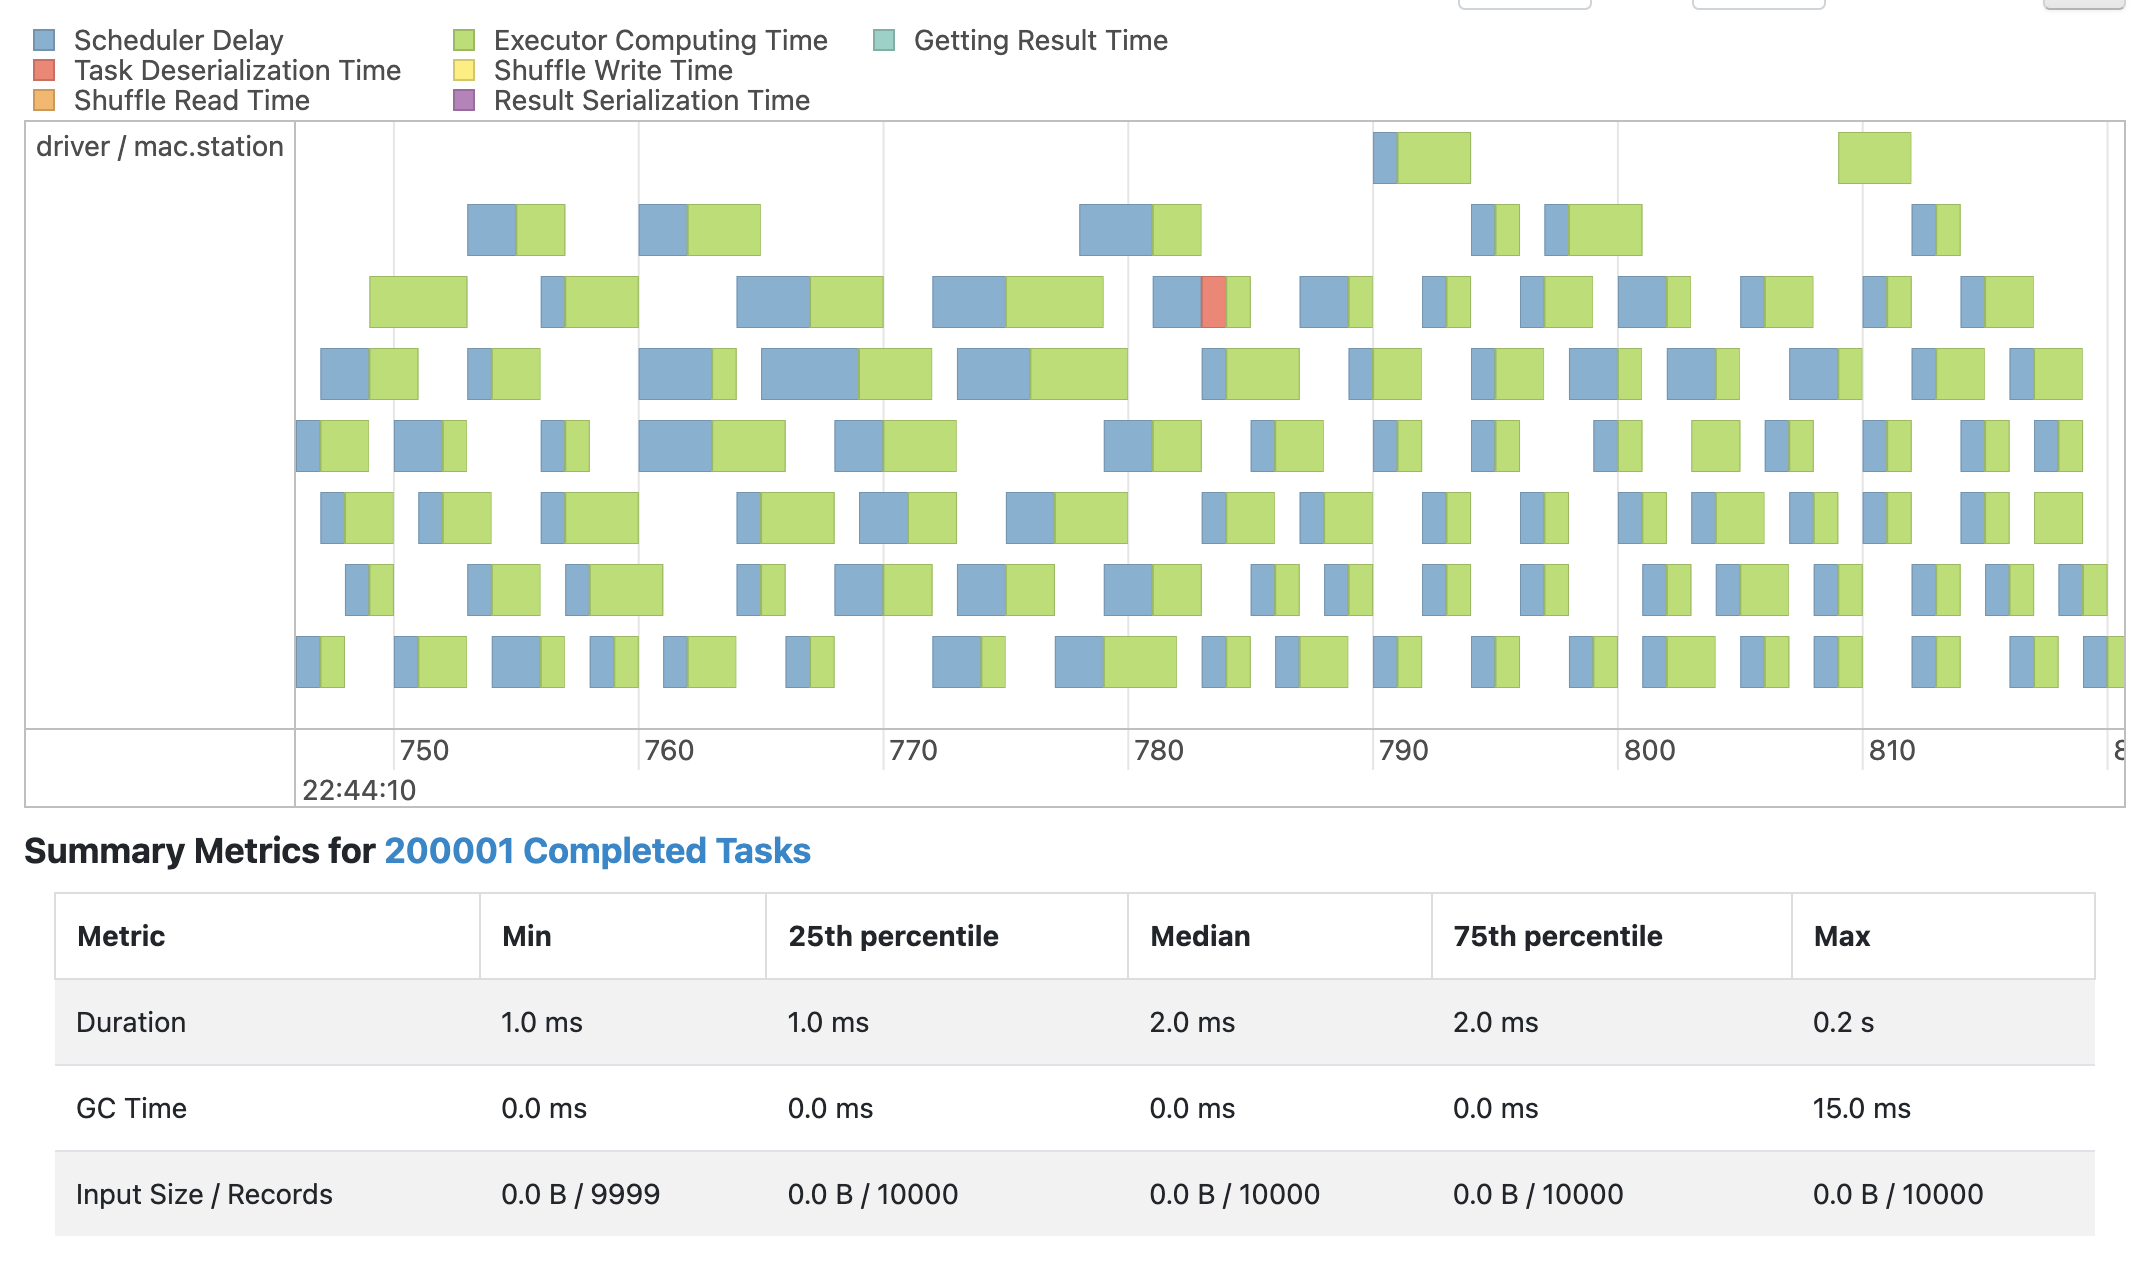 Scheduler Delay
Executor Computing Time
Getting Result Time
Task Deserialization Time
Shuffle Write Time
Shuffle Read Time
Result Serialization Time
driver / mac.station
750 760 770 780 790 800 810
22:44:10
Summary Metrics for 200001 Completed Tasks
Metric Min 25th percentile Median 75th percentile Max
Duration 1.0 ms 1.0 ms 2.0 ms 2.0 ms 0.2 s
GC Time 0.0 ms 0.0 ms 0.0 ms 0.0 ms 15.0 ms
Input Size / Records 0.0 B / 9999 0.0 B / 10000 0.0 B / 10000 0.0 B / 10000 0.0 B / 10000